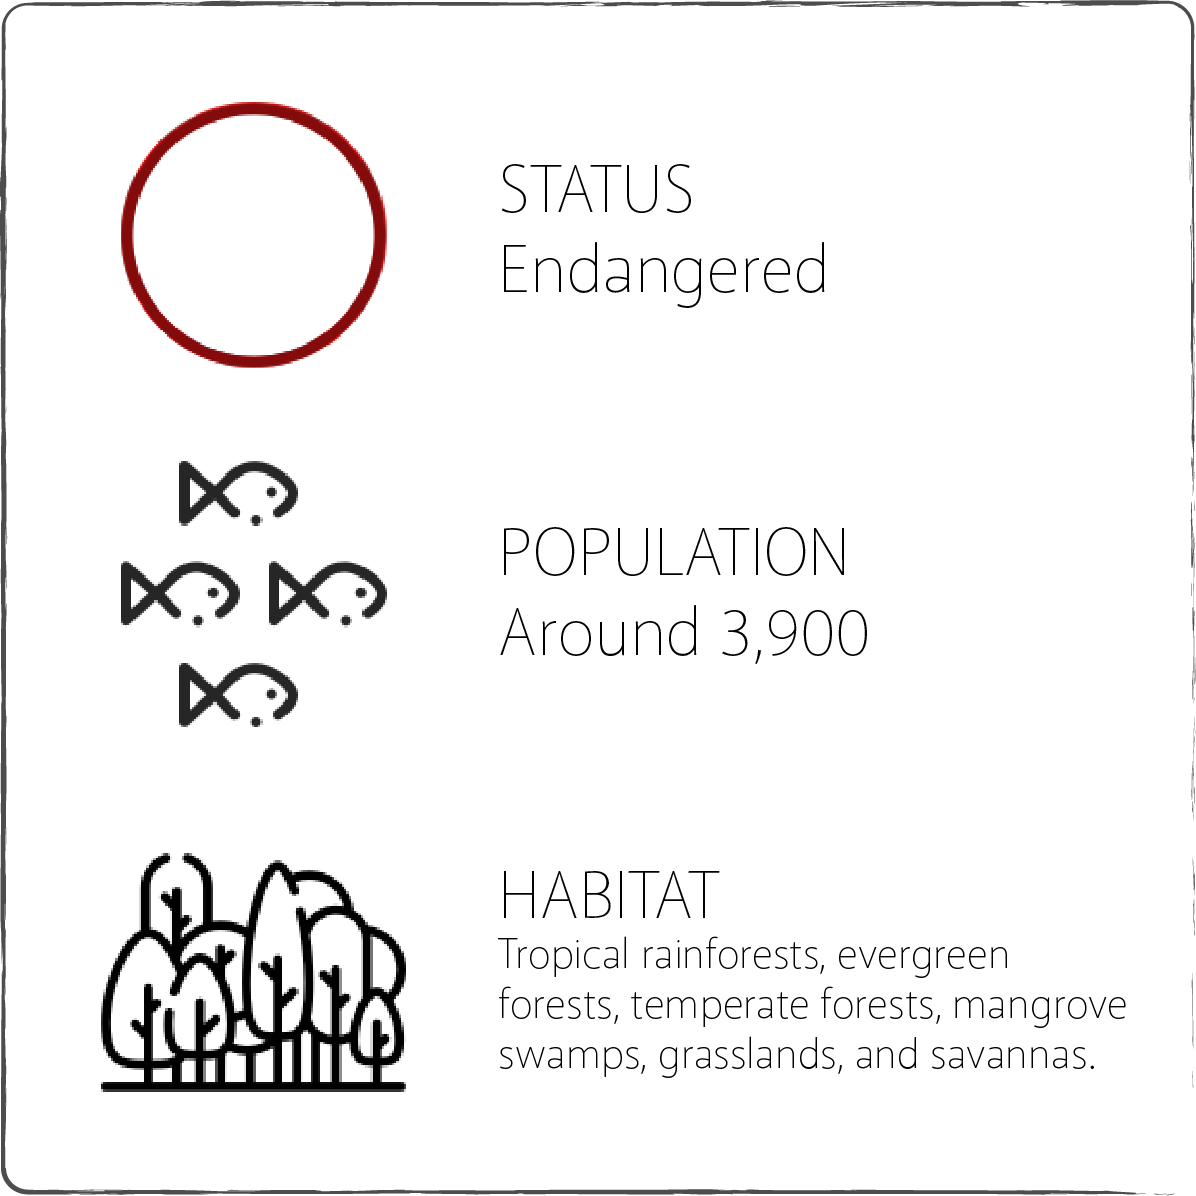 STATUS
Endangered
POPULATION
Around 3,900
HABITAT
Tropical rainforests, evergreen
forests, temperate forests, mangrove
swamps, grasslands, and savannas.